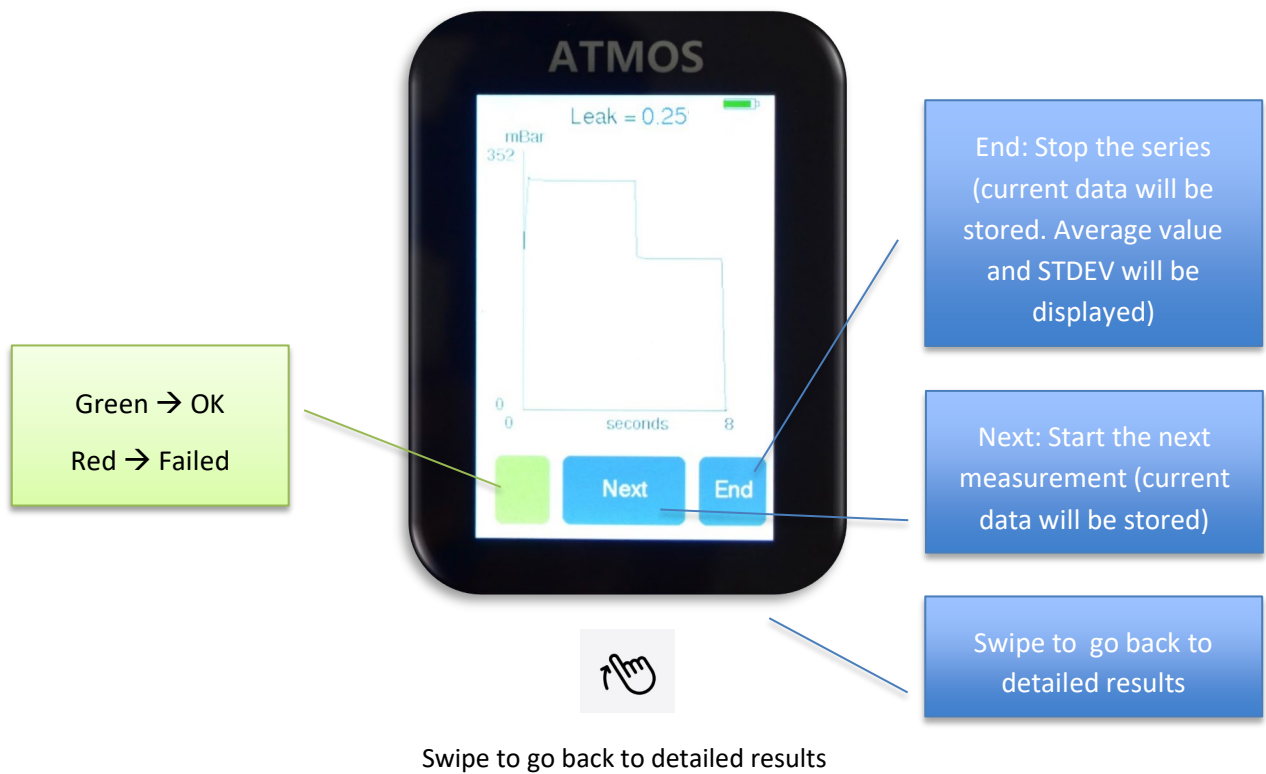 ATMOS
Leak = 0.25
mBar
352
0
0
seconds
8
Next
End
Green → OK
Red → Failed
End: Stop the series
(current data will be
stored. Average value
and STDEV will be
displayed)
Next: Start the next
measurement (current
data will be stored)
Swipe to go back to
detailed results
Swipe to go back to detailed results